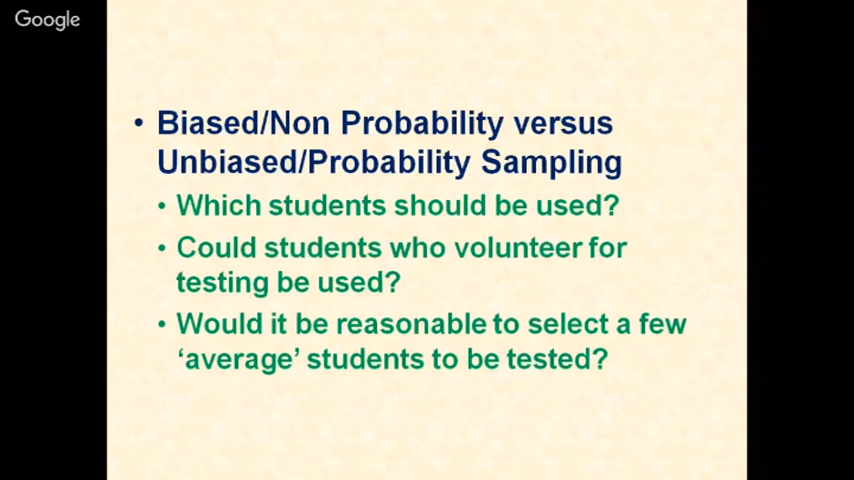 Google
• Biased/Non Probability versus
Unbiased/Probability Sampling
• Which students should be used?
• Could students who volunteer for
testing be used?
• Would it be reasonable to select a few
‘average’ students to be tested?